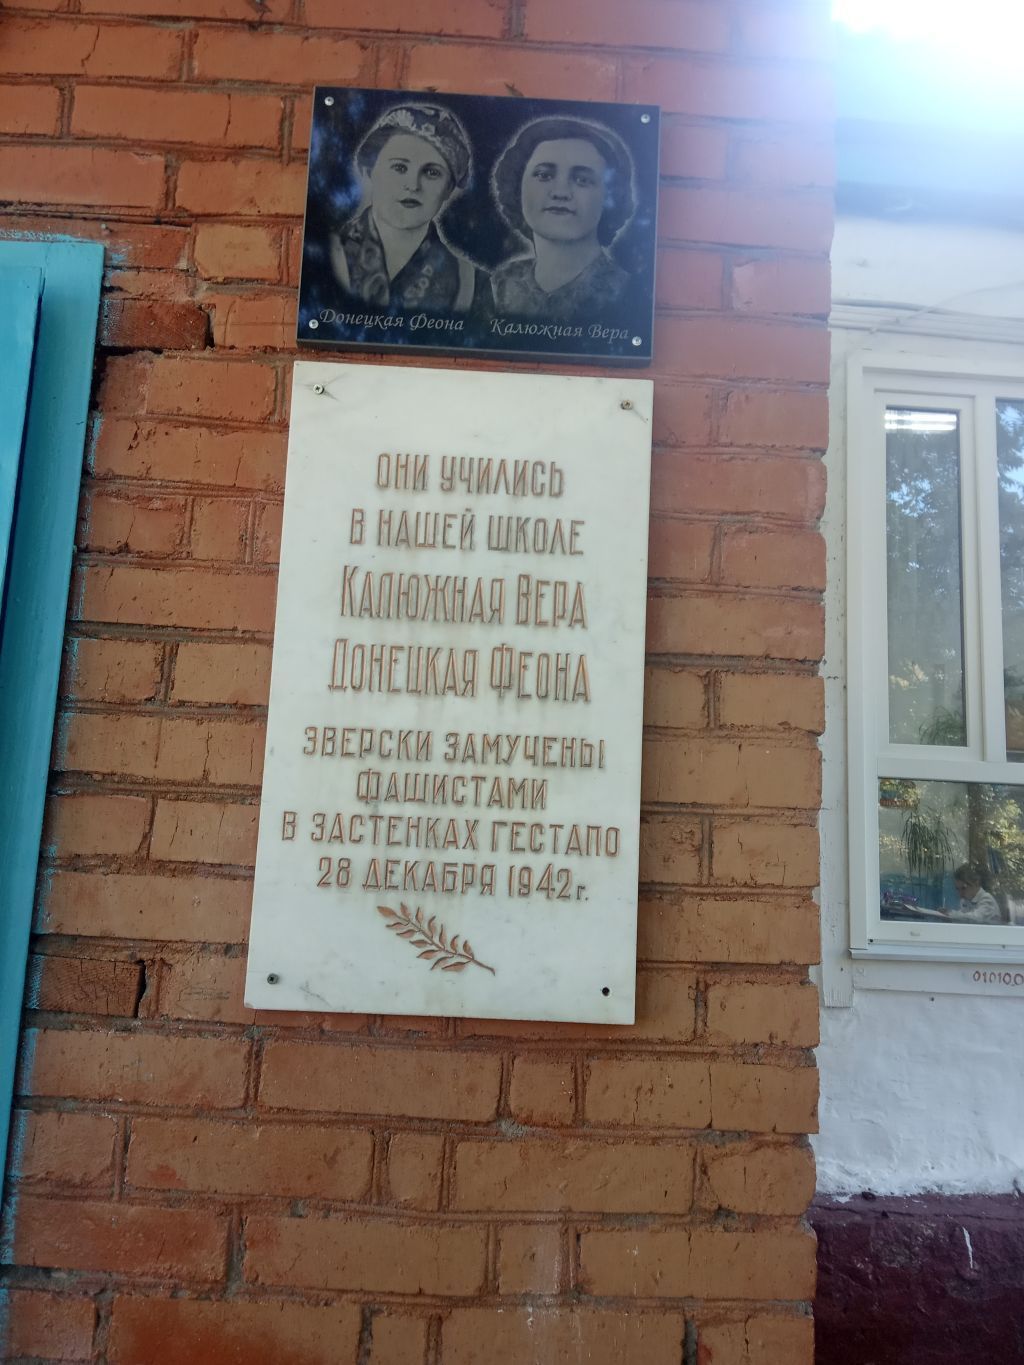 Донецкая Феона Калюжная Вера
ОНИ УЧИЛИСЬ
В НАШЕЙ ШКОЛЕ
КАЛЮЖНАЯ ВЕРА
ДОНЕЦКАЯ ФЕОНА
ЗВЕРСКИ ЗАМУЧЕНЫ
ФАШИСТАМИ
В ЗАСТЕНКАХ ГЕСТАПО
28 ДЕКАБРЯ 1942 г.